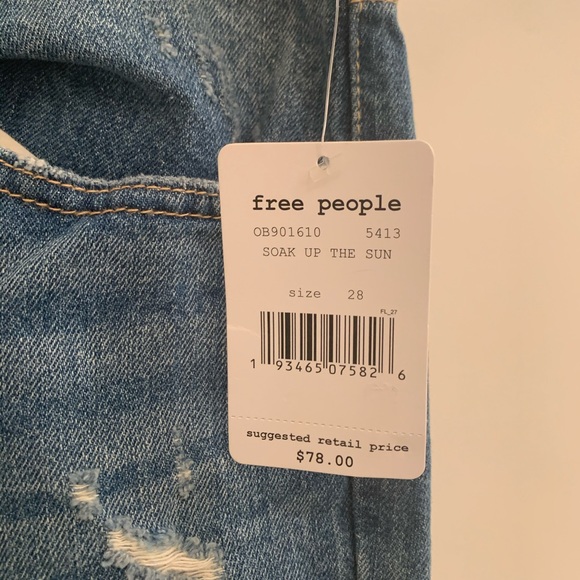 free people
OB901610 5413
SOAK UP THE SUN
size 28
FL_27
1 93465 07582 6
suggested retail price
$78.00